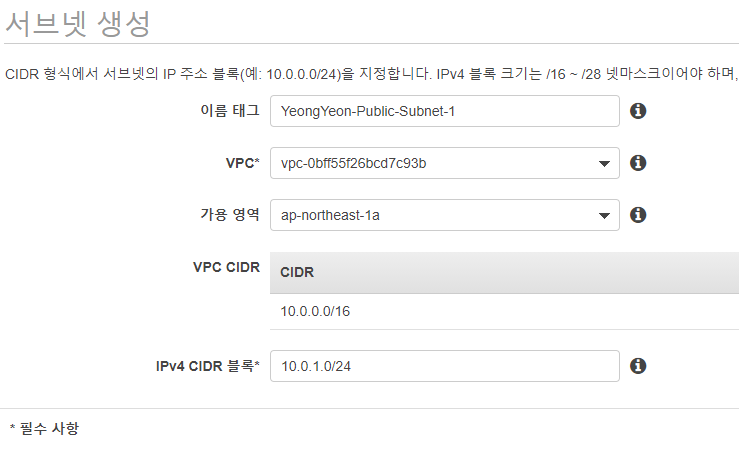 서브넷 생성
CIDR 형식에서 서브넷의 IP 주소 블록(예: 10.0.0.0/24)을 지정합니다. IPv4 블록 크기는 /16 ~ /28 넷마스크이어야 하며,
이름 태그 YeongYeon-Public-Subnet-1
VPC* vpc-0bff55f26bcd7c93b
가용 영역 ap-northeast-1a
VPC CIDR CIDR
10.0.0.0/16
IPv4 CIDR 블록* 10.0.1.0/24
* 필수 사항